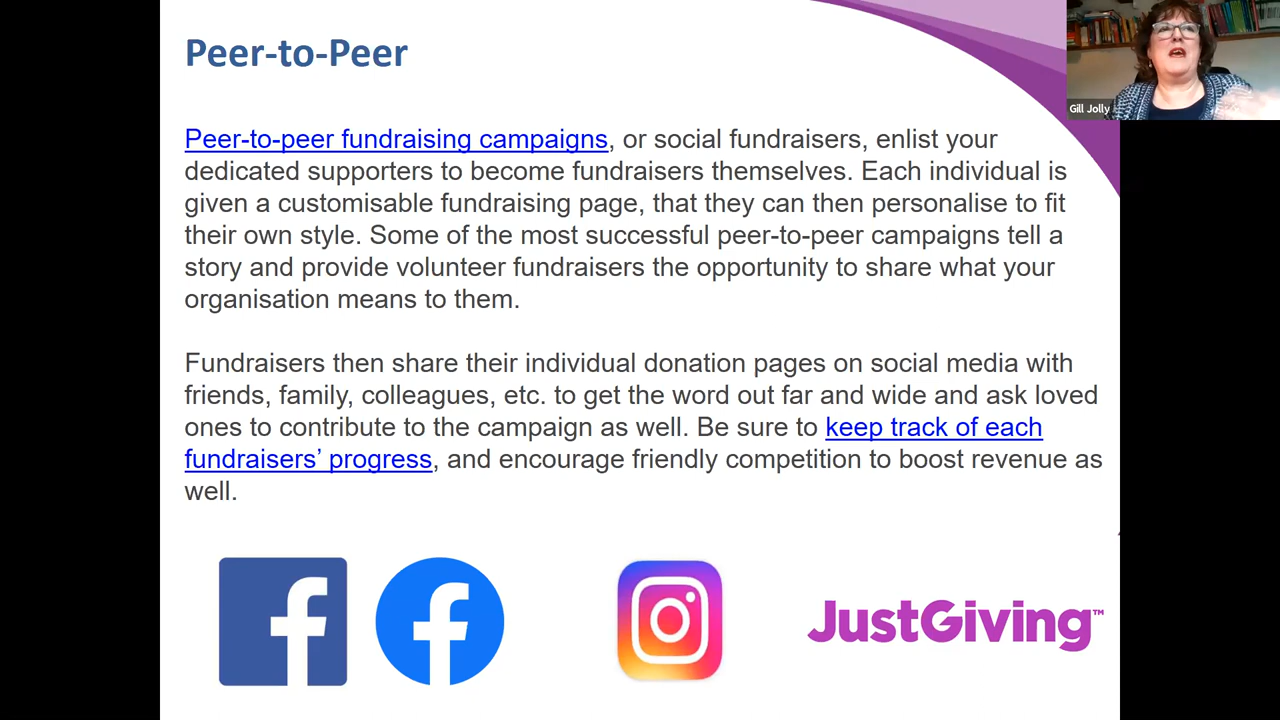 Peer-to-Peer
Gill Jolly
Peer-to-peer fundraising campaigns, or social fundraisers, enlist your
dedicated supporters to become fundraisers themselves. Each individual is
given a customisable fundraising page, that they can then personalise to fit
their own style. Some of the most successful peer-to-peer campaigns tell a
story and provide volunteer fundraisers the opportunity to share what your
organisation means to them.
Fundraisers then share their individual donation pages on social media with
friends, family, colleagues, etc. to get the word out far and wide and ask loved
ones to contribute to the campaign as well. Be sure to keep track of each
fundraisers’ progress, and encourage friendly competition to boost revenue as
well.
JustGiving™